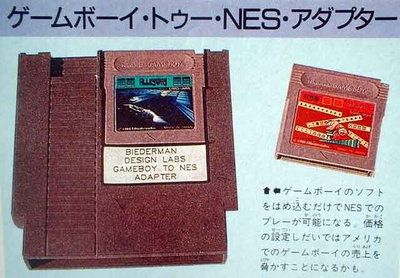 ゲームボーイ・トゥー・NES・アダプター
BIEDERMAN
DESIGN LABS
GAMEBOY TO NES
ADAPTER
ゲームボーイのソフト
をはめ込むだけでNESでの
プレーが可能になる。価格
の設定しだいではアメリカ
でのゲームボーイの売上を
脅かすことになるかも。